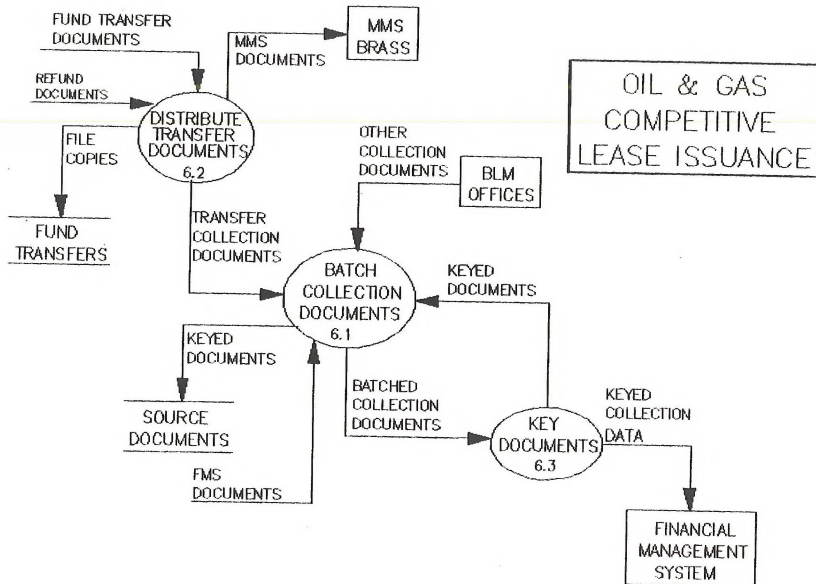 FUND TRANSFER
DOCUMENTS
REFUND
DOCUMENTS
MMS
DOCUMENTS
MMS
BRASS
DISTRIBUTE
TRANSFER
DOCUMENTS
6.2
FILE
COPIES
FUND
TRANSFERS
OIL & GAS
COMPETITIVE
LEASE ISSUANCE
OTHER
COLLECTION
DOCUMENTS
BLM
OFFICES
TRANSFER
COLLECTION
DOCUMENTS
BATCH
COLLECTION
DOCUMENTS
6.1
KEYED
DOCUMENTS
KEYED
DOCUMENTS
SOURCE
DOCUMENTS
BATCHED
COLLECTION
DOCUMENTS
KEY
DOCUMENTS
6.3
KEYED
COLLECTION
DATA
FMS
DOCUMENTS
FINANCIAL
MANAGEMENT
SYSTEM